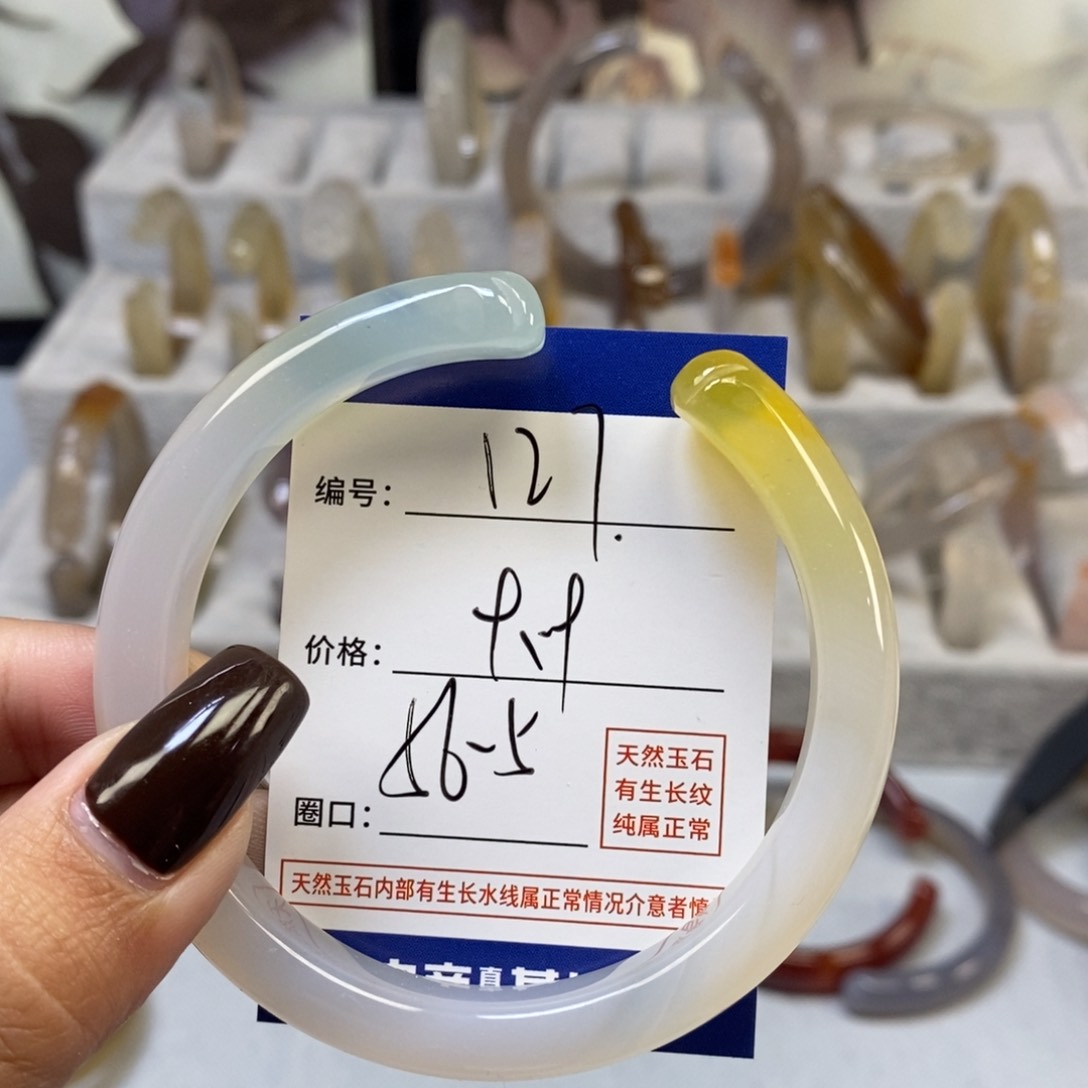 编号： 127.
价格：
圈口： 56-5
天然玉石
有生长纹
纯属正常
天然玉石内部有生长水线属正常情况介意者慎